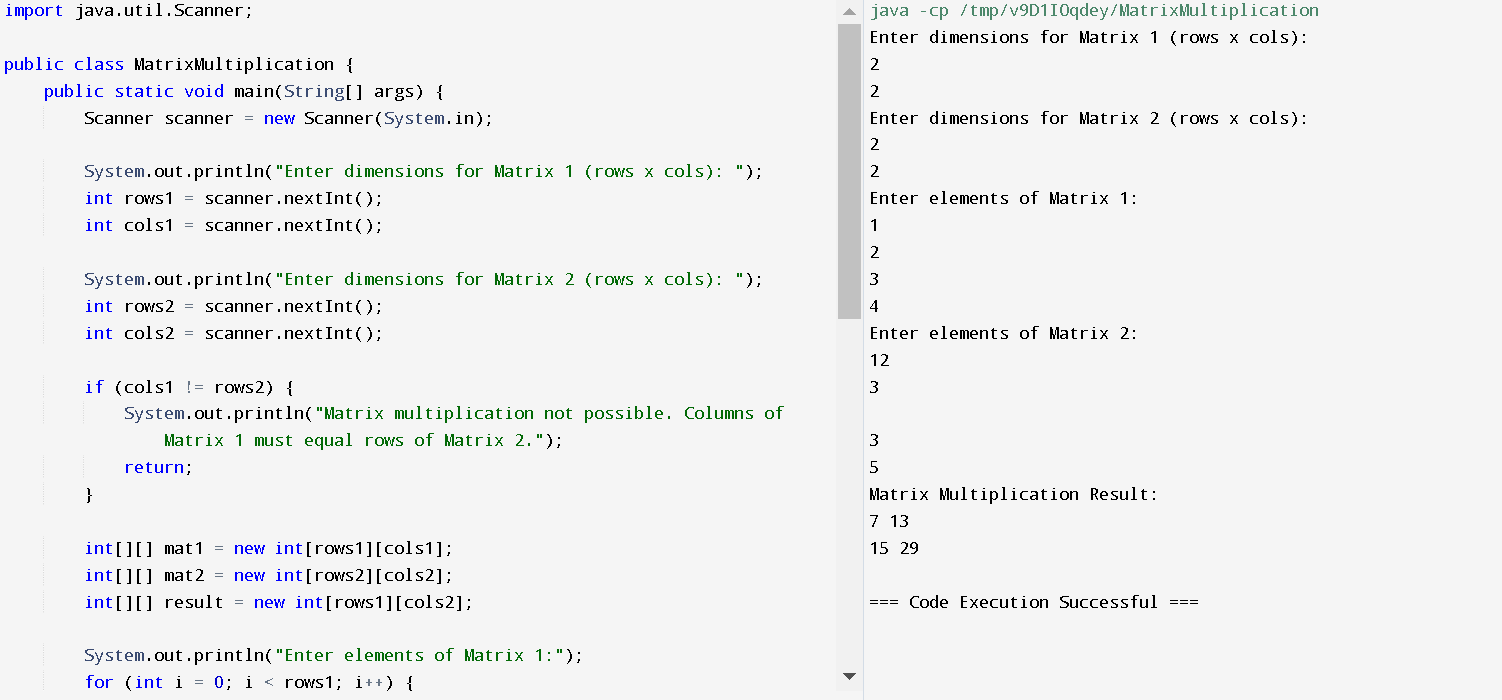 import java.util.Scanner;
public class MatrixMultiplication {
public static void main(String[] args) {
Scanner scanner = new Scanner(System.in);
System.out.println("Enter dimensions for Matrix 1 (rows x cols): ");
int rows1 = scanner.nextInt();
int cols1 = scanner.nextInt();
System.out.println("Enter dimensions for Matrix 2 (rows x cols): ");
int rows2 = scanner.nextInt();
int cols2 = scanner.nextInt();
if (cols1 != rows2) {
System.out.println("Matrix multiplication not possible. Columns of
Matrix 1 must equal rows of Matrix 2.");
return;
}
int[][] mat1 = new int[rows1][cols1];
int[][] mat2 = new int[rows2][cols2];
int[][] result = new int[rows1][cols2];
System.out.println("Enter elements of Matrix 1:");
for (int i = 0; i < rows1; i++) {
java -cp /tmp/v9D1IOqdey/MatrixMultiplication
Enter dimensions for Matrix 1 (rows x cols):
2
2
Enter dimensions for Matrix 2 (rows x cols):
2
2
Enter elements of Matrix 1:
1
2
3
4
Enter elements of Matrix 2:
12
3
3
5
Matrix Multiplication Result:
7 13
15 29
=== Code Execution Successful ===